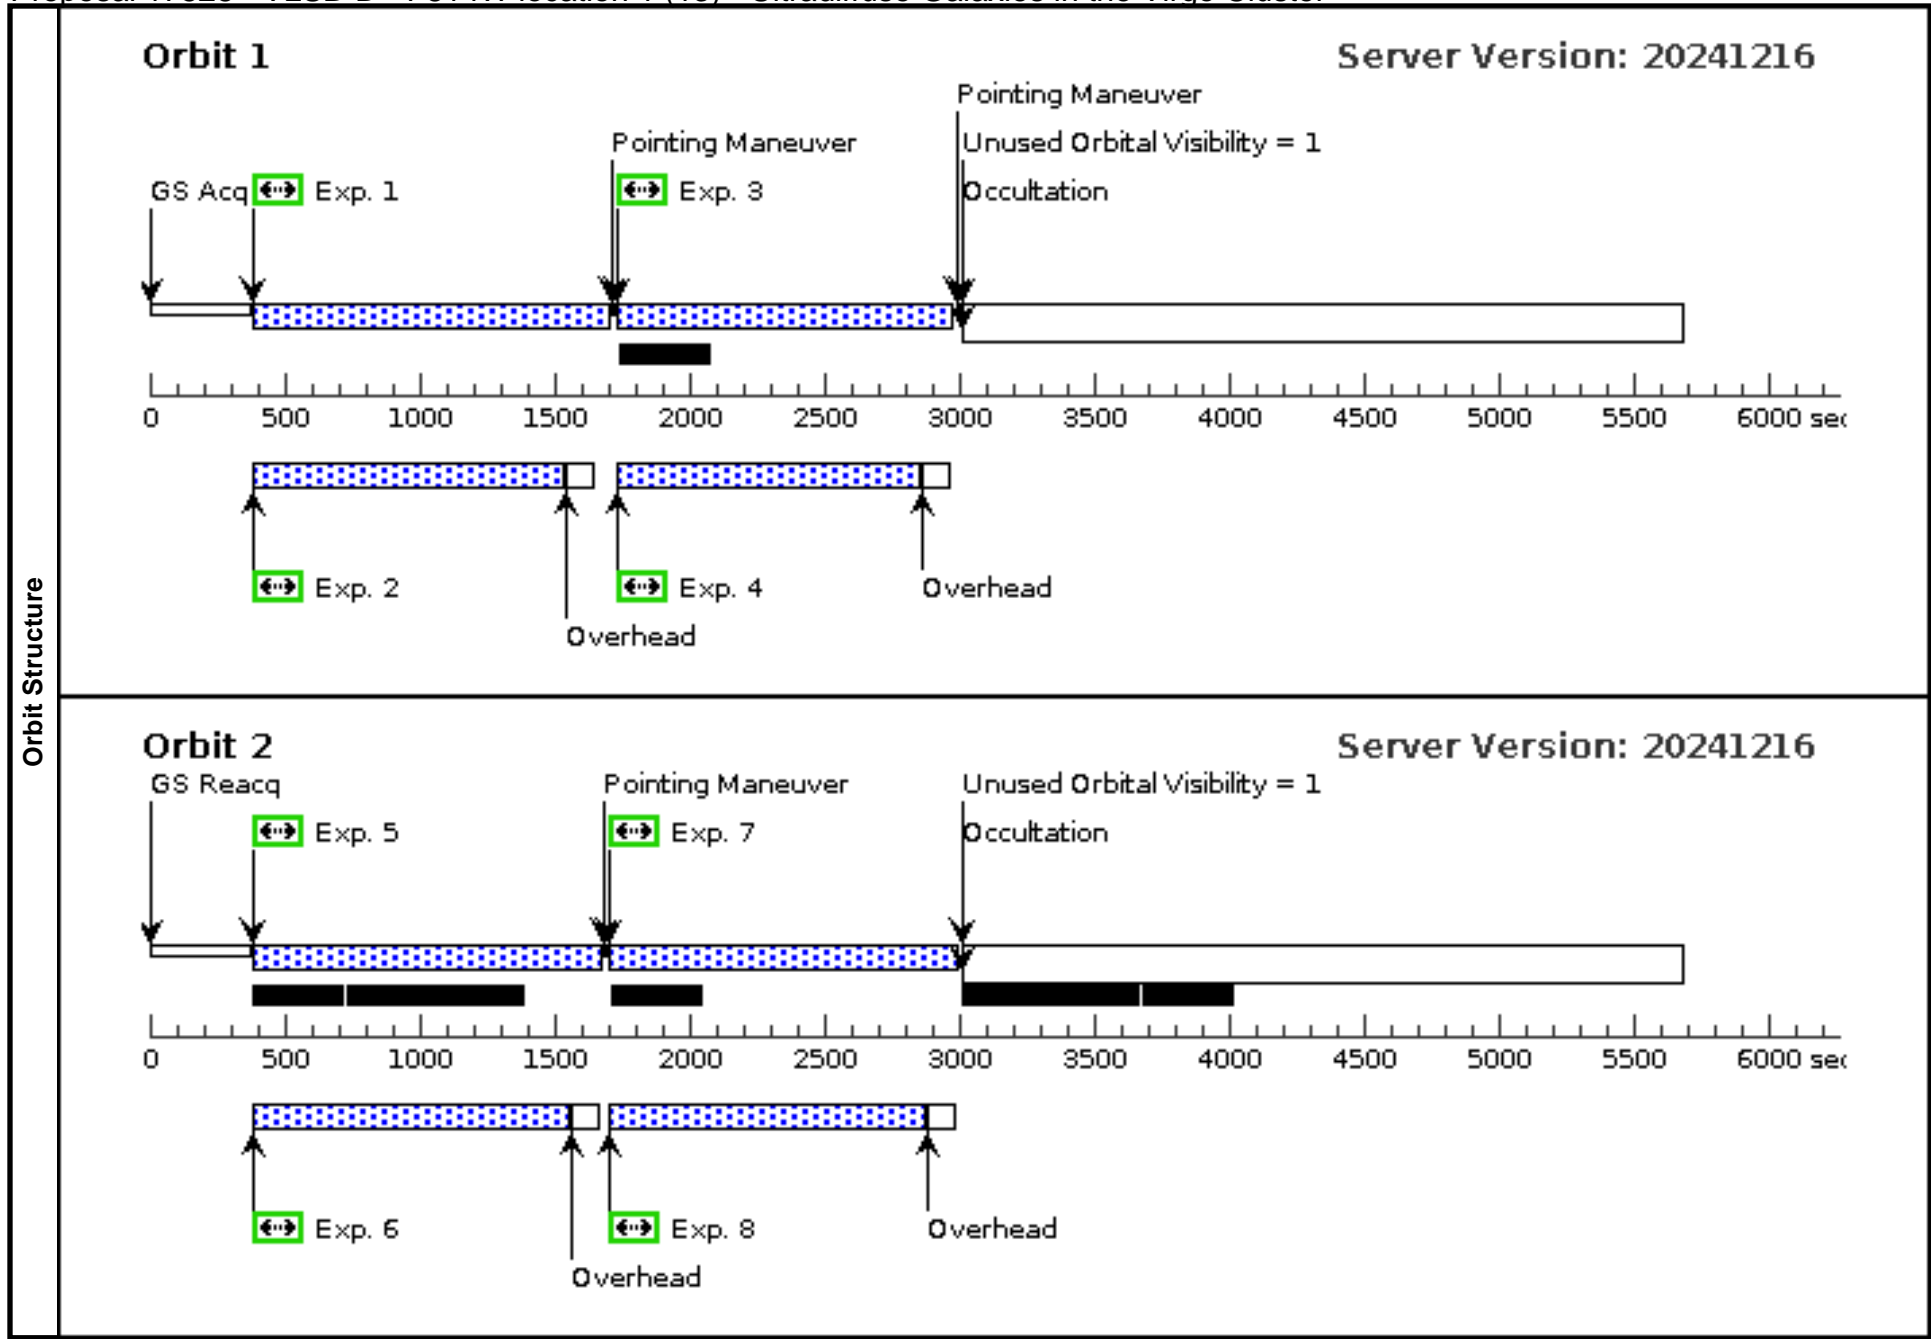 Orbit Structure
Orbit 1
Server Version: 20241216
Pointing Maneuver
Pointing Maneuver
Unused Orbital Visibility = 1
GS Acq
Exp. 1
Exp. 3
Occultation
0 500 1000 1500 2000 2500 3000 3500 4000 4500 5000 5500 6000 sec
Exp. 2
Exp. 4
Overhead
Overhead
Orbit 2
Server Version: 20241216
GS Reacq
Pointing Maneuver
Unused Orbital Visibility = 1
Exp. 5
Exp. 7
Occultation
0 500 1000 1500 2000 2500 3000 3500 4000 4500 5000 5500 6000 sec
Exp. 6
Exp. 8
Overhead
Overhead